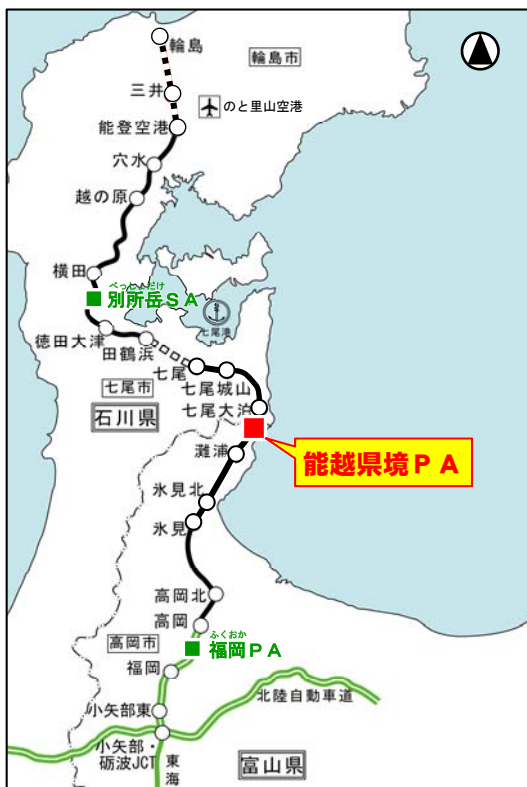 輪島
輪島市
三井
のと里山空港
能登空港
穴水
越の原
横田
べっしょだけ
別所岳SA
七尾港
徳田大津
田鶴浜
七尾
七尾城山
七尾市
七尾大泊
石川県
灘浦
能越県境PA
氷見北
氷見
高岡北
高岡
ふくおか
高岡市
福岡PA
福岡
北陸自動車道
小矢部東
小矢部・
砺波JCT
東海
富山県